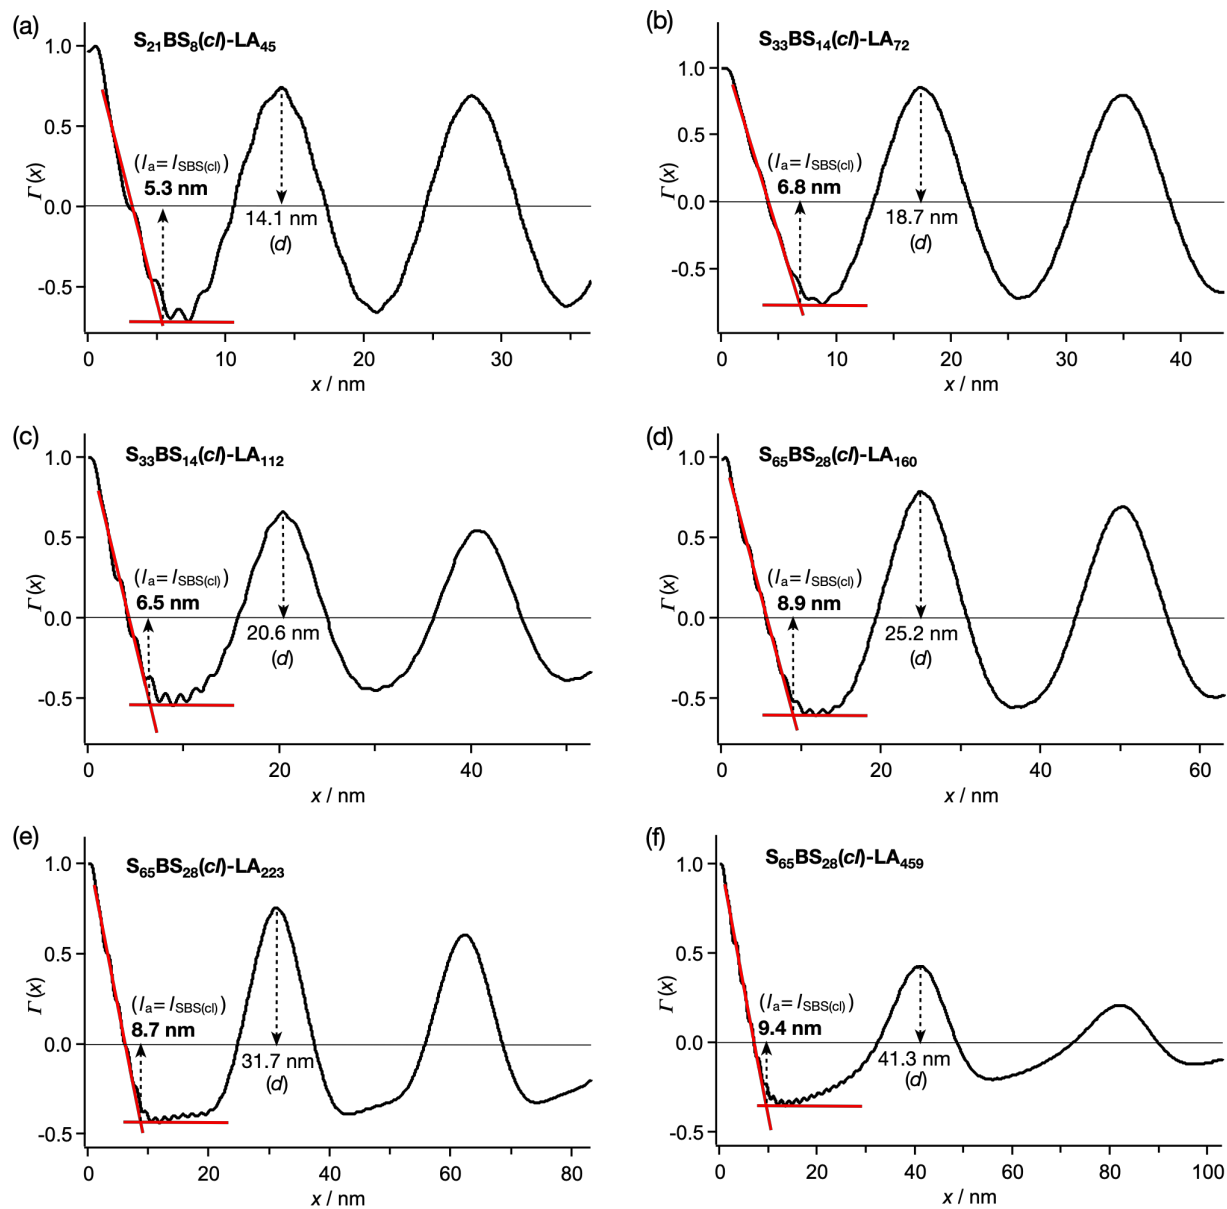 (a)
S₂₁BS₈(cl)-LA₄₅
1.0
0.5
0.0
-0.5
Γ(x)
(lₐ= l_SBS(cl))
5.3 nm
14.1 nm
(d)
0 10 20 30
x / nm
(b)
S₃₃BS₁₄(cl)-LA₇₂
1.0
0.5
0.0
-0.5
Γ(x)
(lₐ= l_SBS(cl))
6.8 nm
18.7 nm
(d)
0 10 20 30 40
x / nm
(c)
S₃₃BS₁₄(cl)-LA₁₁₂
1.0
0.5
0.0
-0.5
Γ(x)
(lₐ= l_SBS(cl))
6.5 nm
20.6 nm
(d)
0 20 40
x / nm
(d)
S₆₅BS₂₈(cl)-LA₁₆₀
1.0
0.5
0.0
-0.5
Γ(x)
(lₐ= l_SBS(cl))
8.9 nm
25.2 nm
(d)
0 20 40 60
x / nm
(e)
S₆₅BS₂₈(cl)-LA₂₂₃
1.0
0.5
0.0
-0.5
Γ(x)
(lₐ= l_SBS(cl))
8.7 nm
31.7 nm
(d)
0 20 40 60 80
x / nm
(f)
S₆₅BS₂₈(cl)-LA₄₅₉
1.0
0.5
0.0
-0.5
Γ(x)
(lₐ= l_SBS(cl))
9.4 nm
41.3 nm
(d)
0 20 40 60 80 100
x / nm